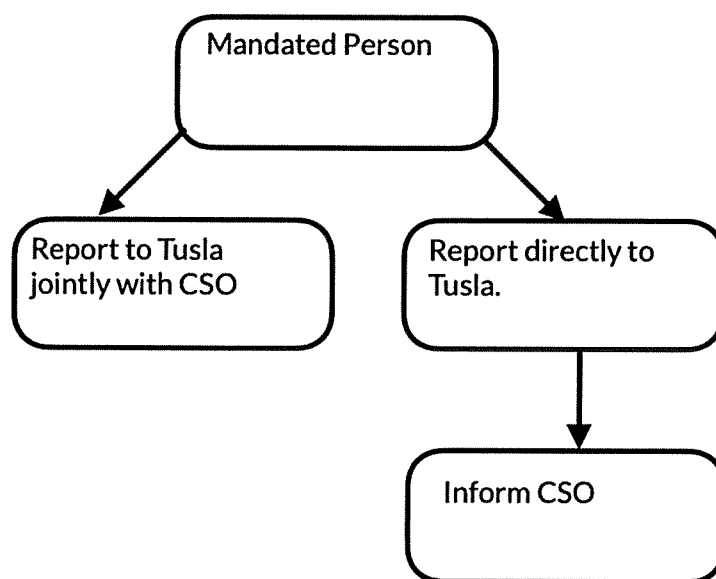 Mandated Person
Report to Tusla
jointly with CSO
Report directly to
Tusla.
Inform CSO